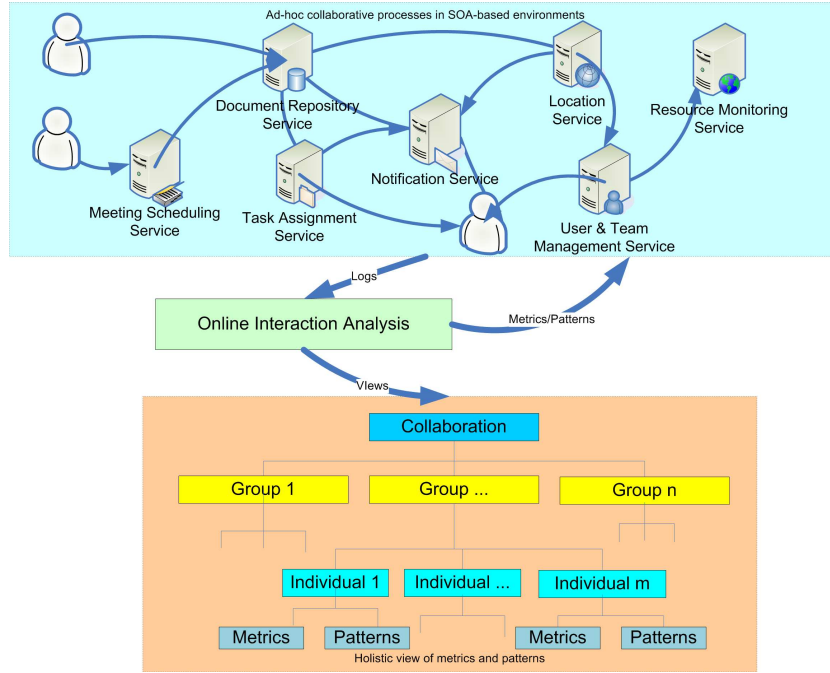 Ad-hoc collaborative processes in SOA-based environments
Document Repository
Service
Location
Service
Resource Monitoring
Service
Notification Service
Meeting Scheduling
Service
Task Assignment
Service
User & Team
Management Service
Logs
Online Interaction Analysis
Metrics/Patterns
VIews
Collaboration
Group 1
Group ...
Group n
Individual 1
Individual ...
Individual m
Metrics
Patterns
Metrics
Patterns
Holistic view of metrics and patterns